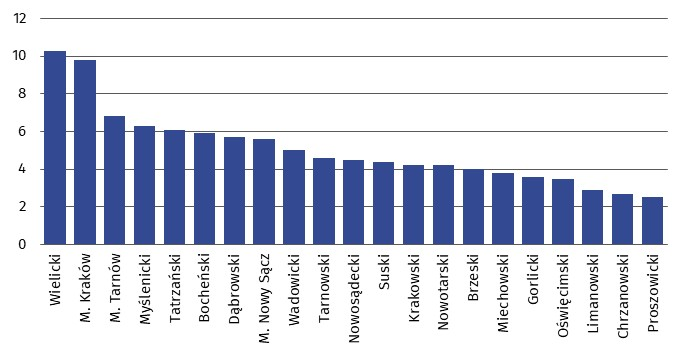 12
10
8
6
4
2
0
Wielicki
M. Kraków
M. Tarnów
Myślenicki
Tatrzański
Bocheński
Dąbrowski
M. Nowy Sącz
Wadowicki
Tarnowski
Nowosądecki
Suski
Krakowski
Nowotarski
Brzeski
Miechowski
Gorlicki
Oświęcimski
Limanowski
Chrzanowski
Proszowicki